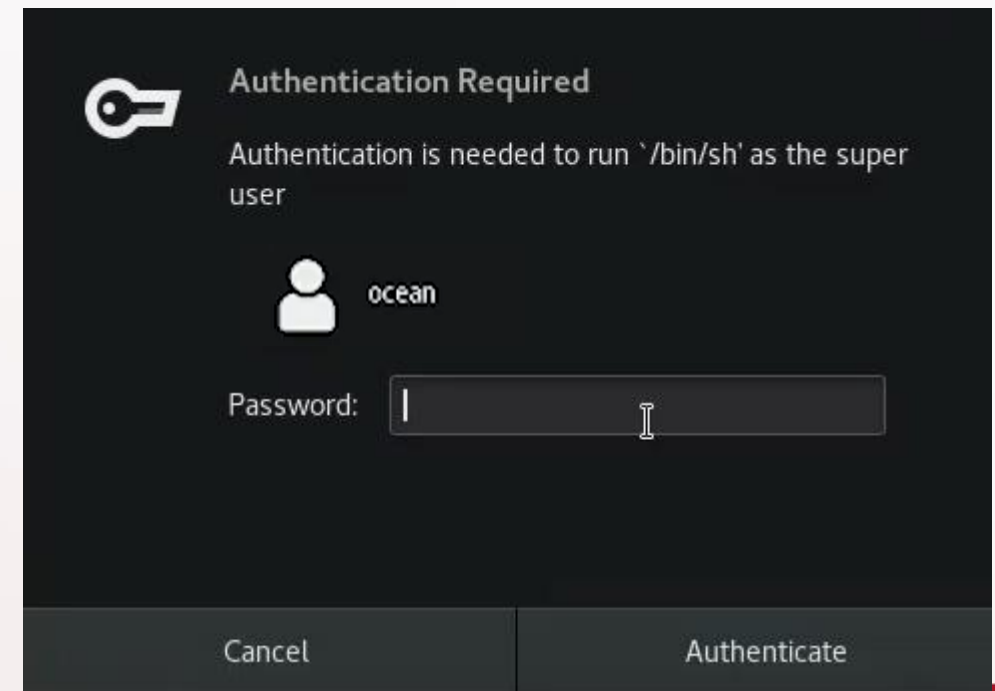 Authentication Required
Authentication is needed to run `/bin/sh' as the super
user
ocean
Password:
Cancel
Authenticate